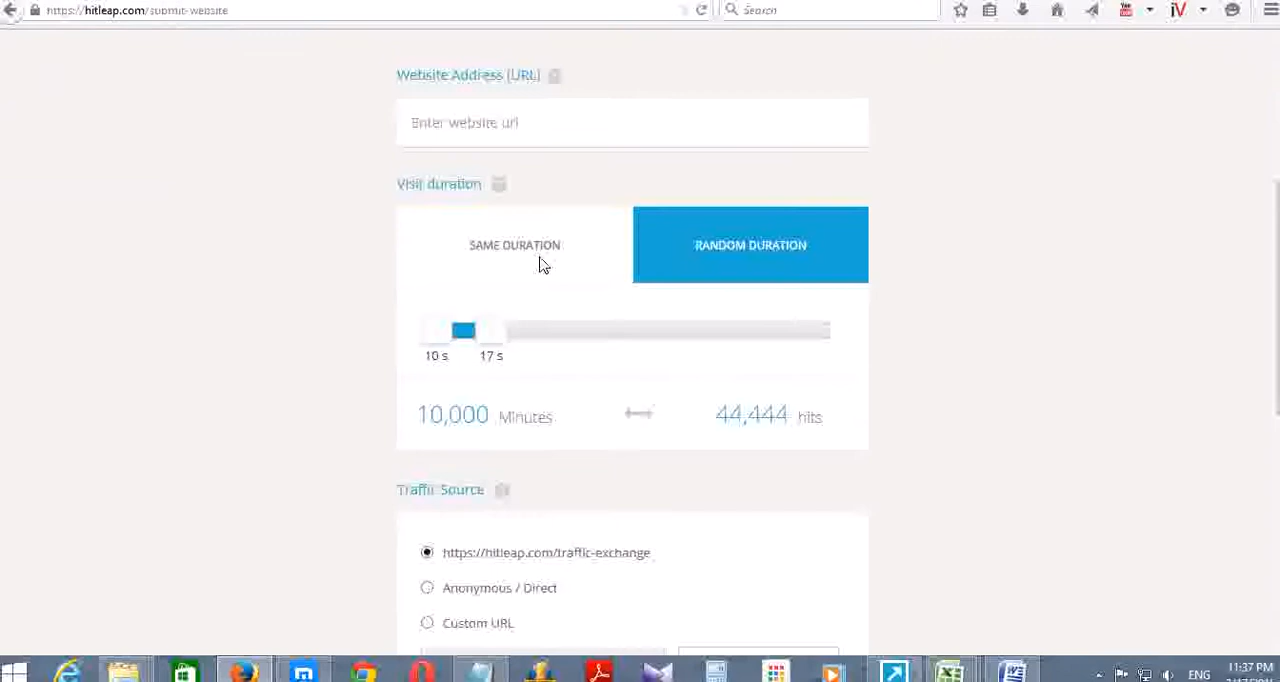 https://hitleap.com/submit-website
Search
Website Address (URL)
Enter website url
Visit duration
SAME DURATION
RANDOM DURATION
10 s
17 s
10,000 Minutes
44,444 hits
Traffic Source
https://hitleap.com/traffic-exchange
Anonymous / Direct
Custom URL
ENG
11:37 PM